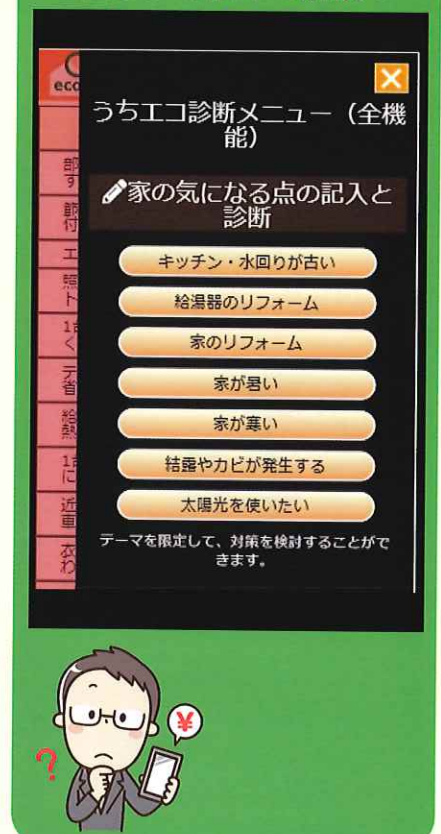 eco
うちエコ診断メニュー（全機
能）
家の気になる点の記入と
診断
キッチン・水回りが古い
給湯器のリフォーム
家のリフォーム
家が暑い
家が寒い
結露やカビが発生する
太陽光を使いたい
テーマを限定して、対策を検討することがで
きます。
¥
?